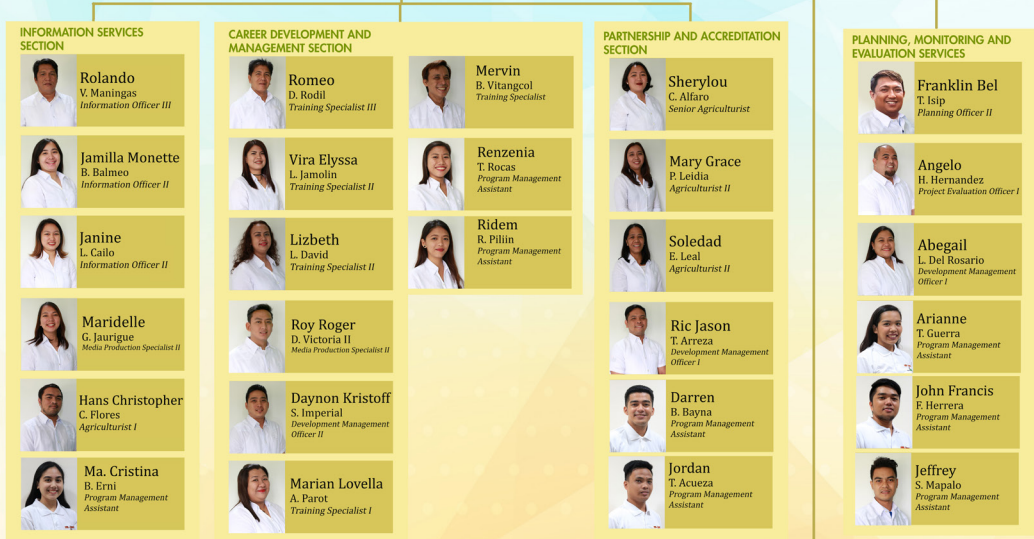 INFORMATION SERVICES
SECTION
Rolando
V. Maningas
Information Officer III
Jamilla Monette
B. Balmeo
Information Officer II
Janine
L. Cailo
Information Officer II
Maridelle
G. Jaurigue
Media Production Specialist II
Hans Christopher
C. Flores
Agriculturist I
Ma. Cristina
B. Erni
Program Management
Assistant
CAREER DEVELOPMENT AND
MANAGEMENT SECTION
Romeo
D. Rodil
Training Specialist III
Vira Elyssa
L. Jamolin
Training Specialist II
Lizbeth
L. David
Training Specialist II
Roy Roger
D. Victoria II
Media Production Specialist II
Daynon Kristoff
S. Imperial
Development Management
Officer II
Marian Lovella
A. Parot
Training Specialist I
Mervin
B. Vitangcol
Training Specialist
Renzenia
T. Rocas
Program Management
Assistant
Ridem
R. Piliin
Program Management
Assistant
PARTNERSHIP AND ACCREDITATION
SECTION
Sherylou
C. Alfaro
Senior Agriculturist
Mary Grace
P. Leidia
Agriculturist II
Soledad
E. Leal
Agriculturist II
Ric Jason
T. Arreza
Development Management
Officer I
Darren
B. Bayna
Program Management
Assistant
Jordan
T. Acueza
Program Management
Assistant
PLANNING, MONITORING AND
EVALUATION SERVICES
Franklin Bel
T. Isip
Planning Officer II
Angelo
H. Hernandez
Project Evaluation Officer I
Abegail
L. Del Rosario
Development Management
Officer I
Arianne
T. Guerra
Program Management
Assistant
John Francis
F. Herrera
Program Management
Assistant
Jeffrey
S. Mapalo
Program Management
Assistant